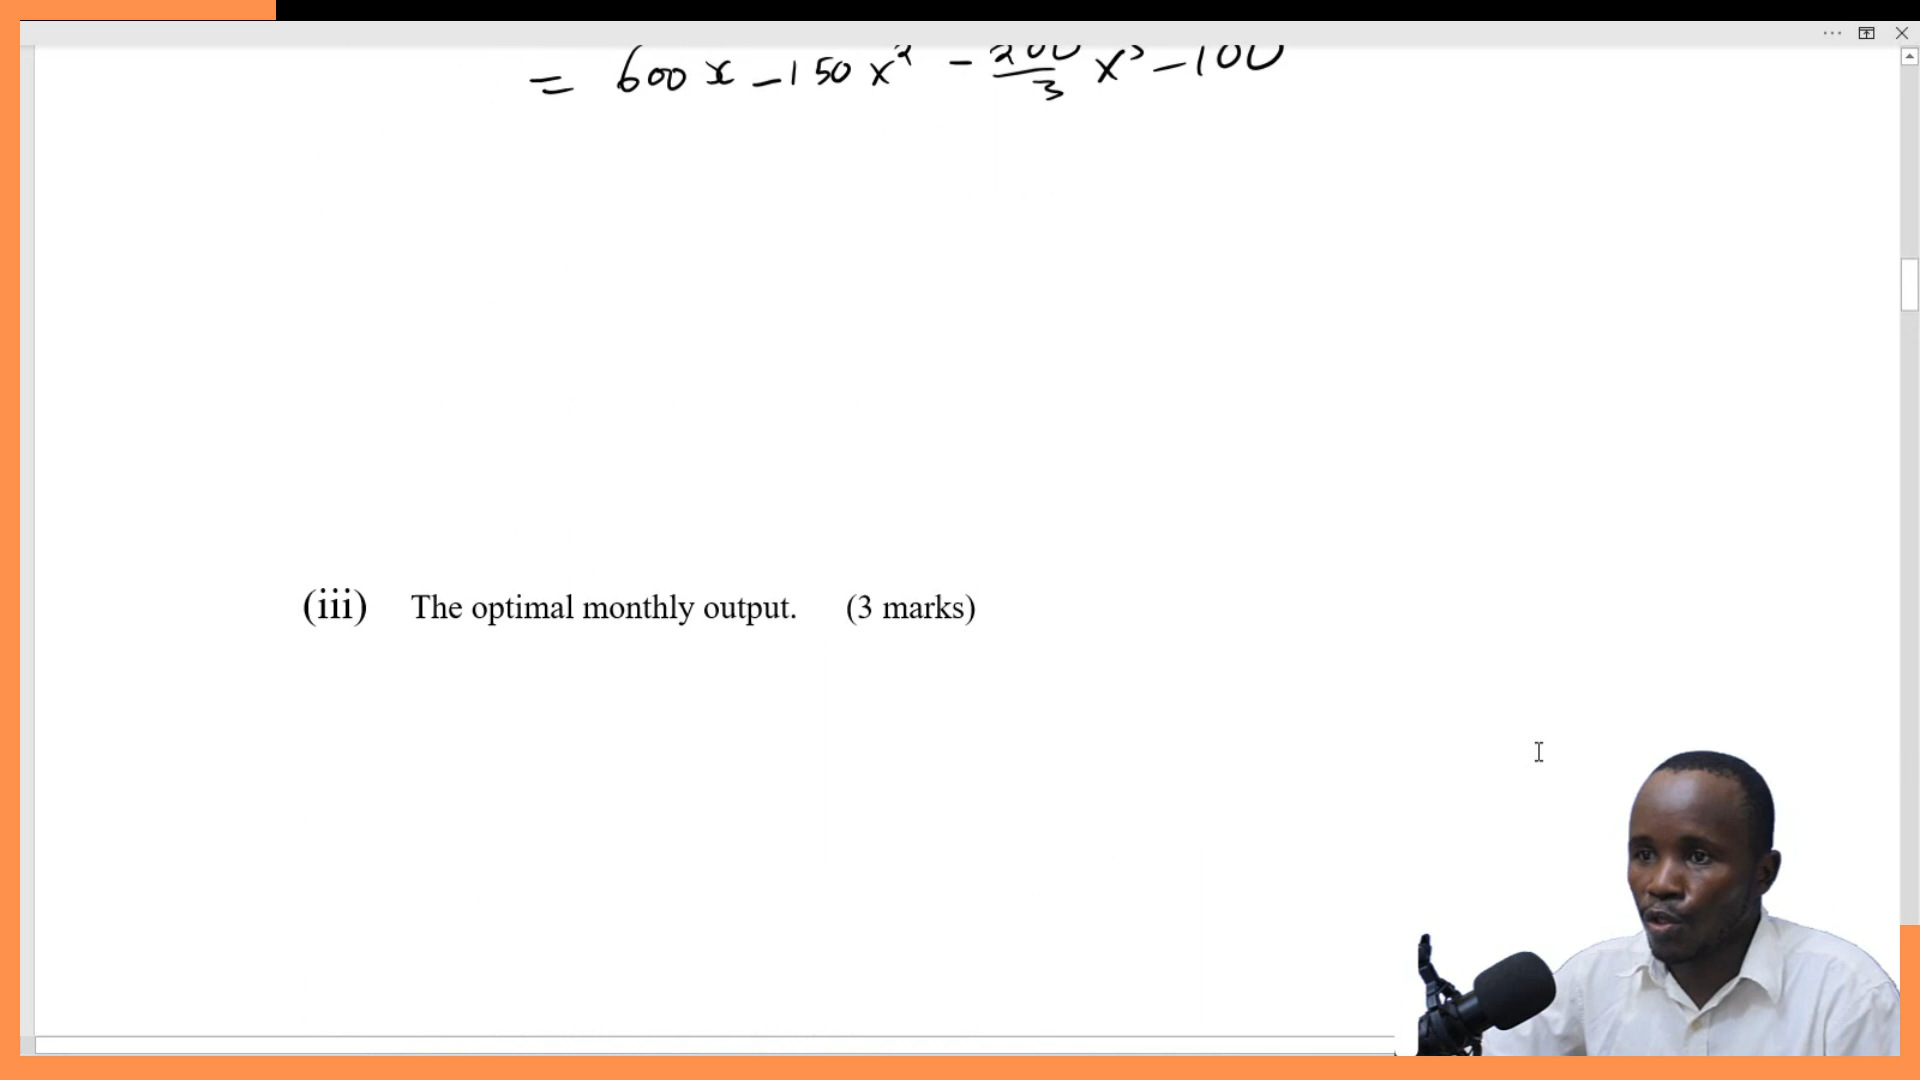 = 600x - 150x² - 200/3 x³ - 100
(iii) The optimal monthly output. (3 marks)